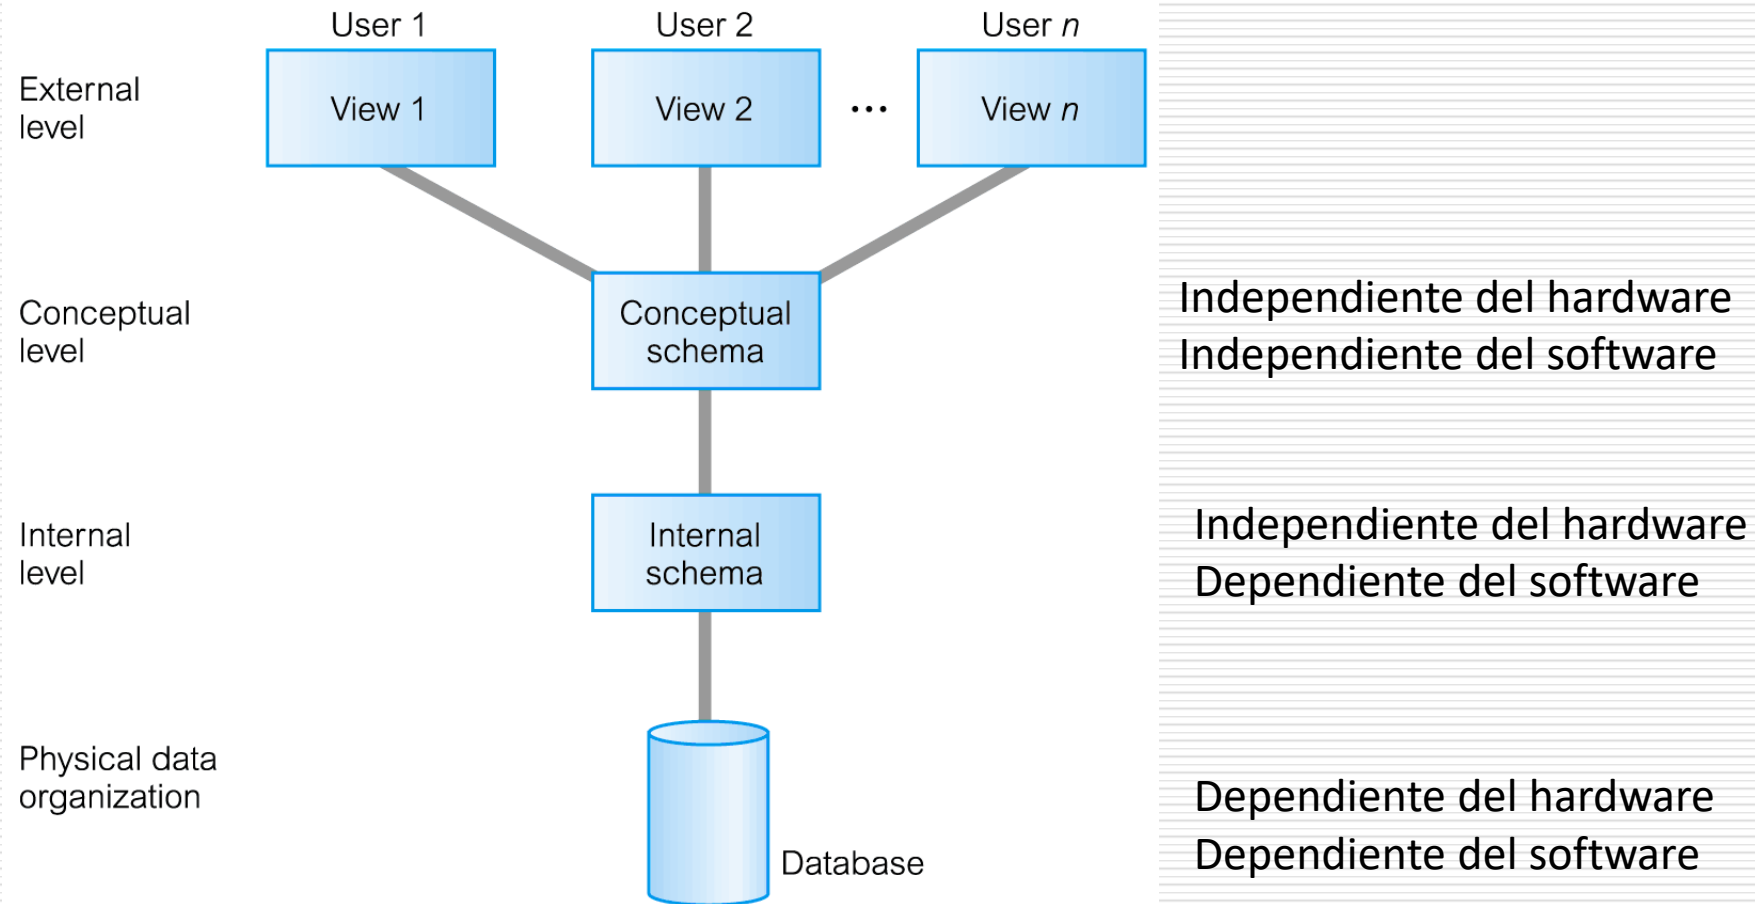 User 1
User 2
User n
External
level
View 1
View 2
...
View n
Conceptual
level
Conceptual
schema
Independiente del hardware
Independiente del software
Internal
level
Internal
schema
Independiente del hardware
Dependiente del software
Physical data
organization
Database
Dependiente del hardware
Dependiente del software